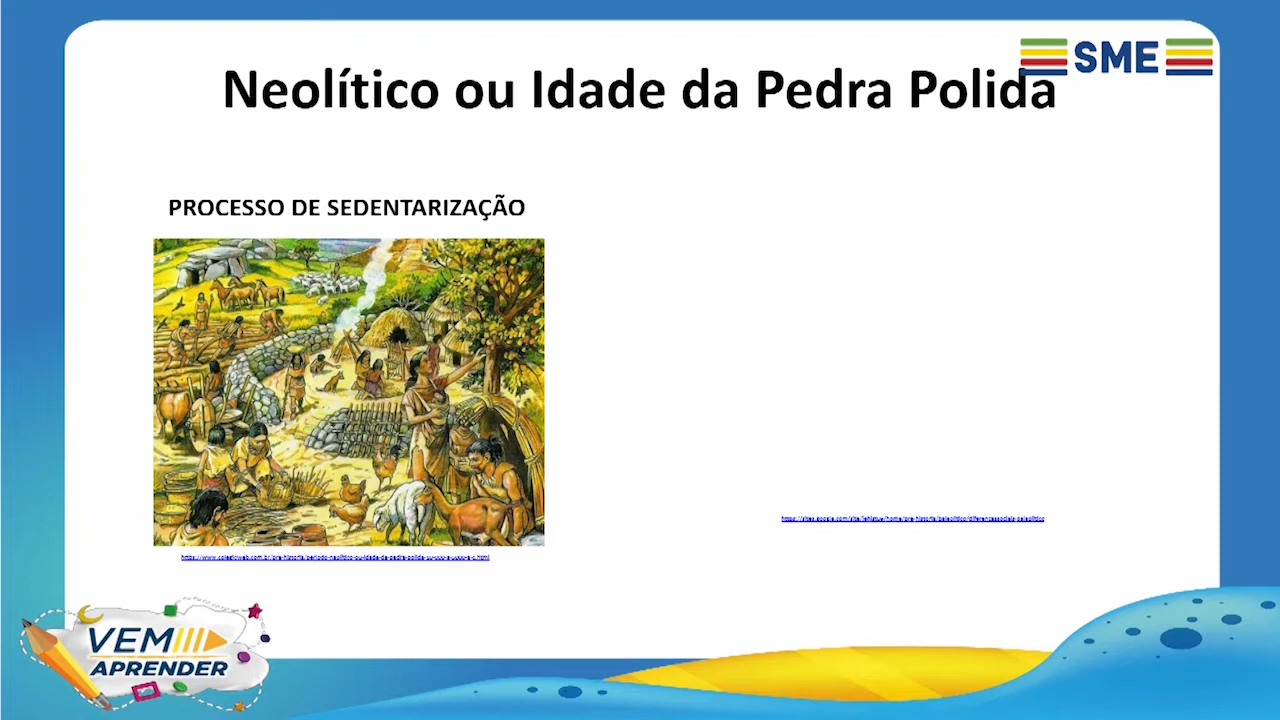 SME
Neolítico ou Idade da Pedra Polida
PROCESSO DE SEDENTARIZAÇÃO
VEM
APRENDER